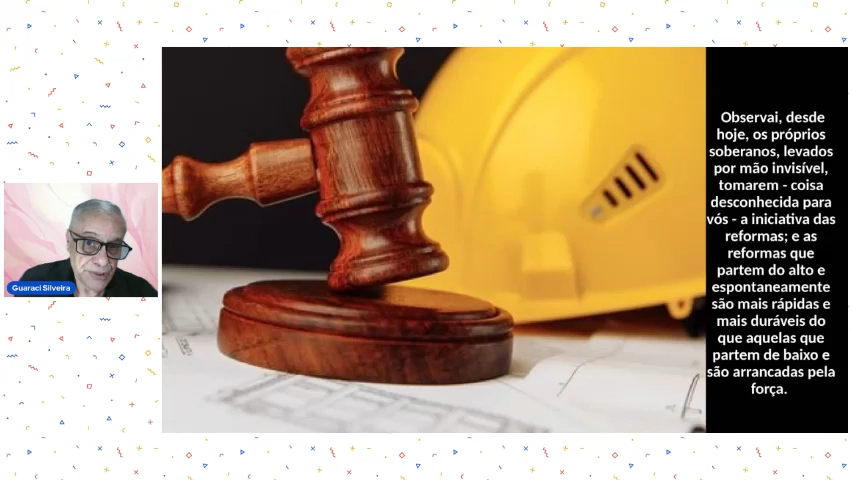 Guaraci Silveira
Observai, desde
hoje, os próprios
soberanos, levados
por mão invisível,
tomarem - coisa
desconhecida para
vós - a iniciativa das
reformas; e as
reformas que
partem do alto e
espontaneamente
são mais rápidas e
mais duráveis do
que aquelas que
partem de baixo e
são arrancadas pela
força.